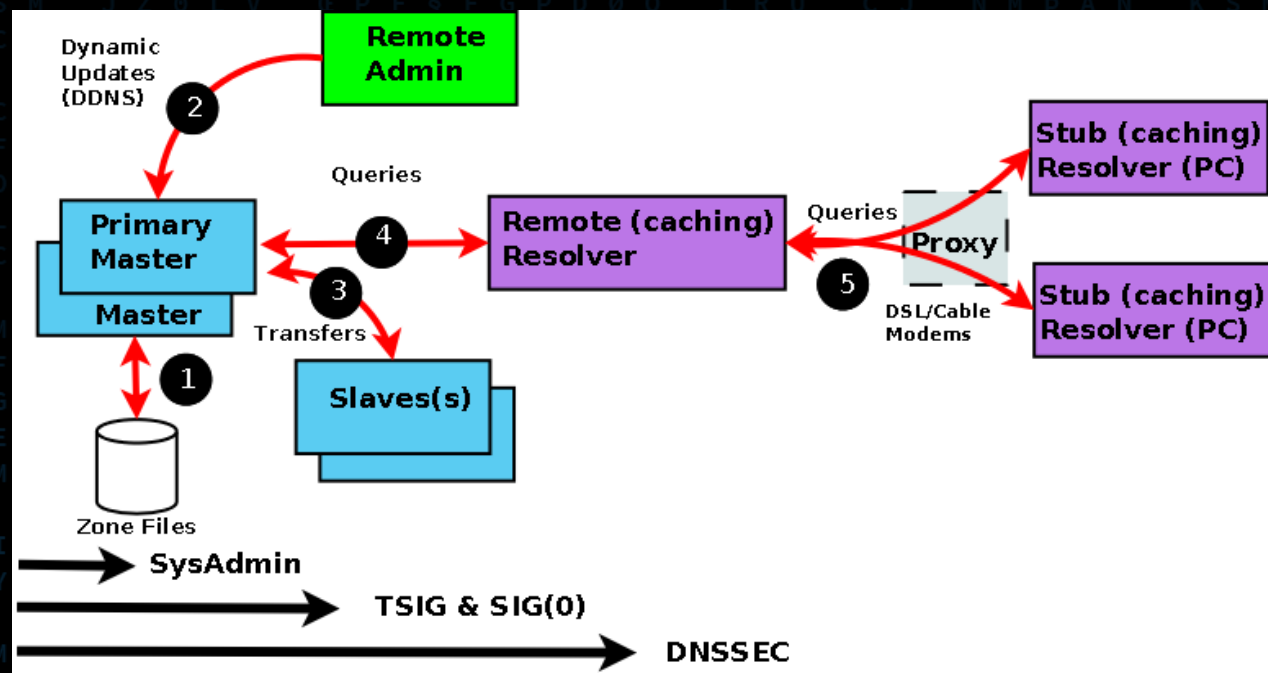 Remote
Admin
Dynamic
Updates
(DDNS)
2
Queries
Primary
Master
Master
4
Remote (caching)
Resolver
Queries
Proxy
5
DSL/Cable
Modems
Stub (caching)
Resolver (PC)
Stub (caching)
Resolver (PC)
3
Transfers
1
Slaves(s)
Zone Files
SysAdmin
TSIG & SIG(0)
DNSSEC